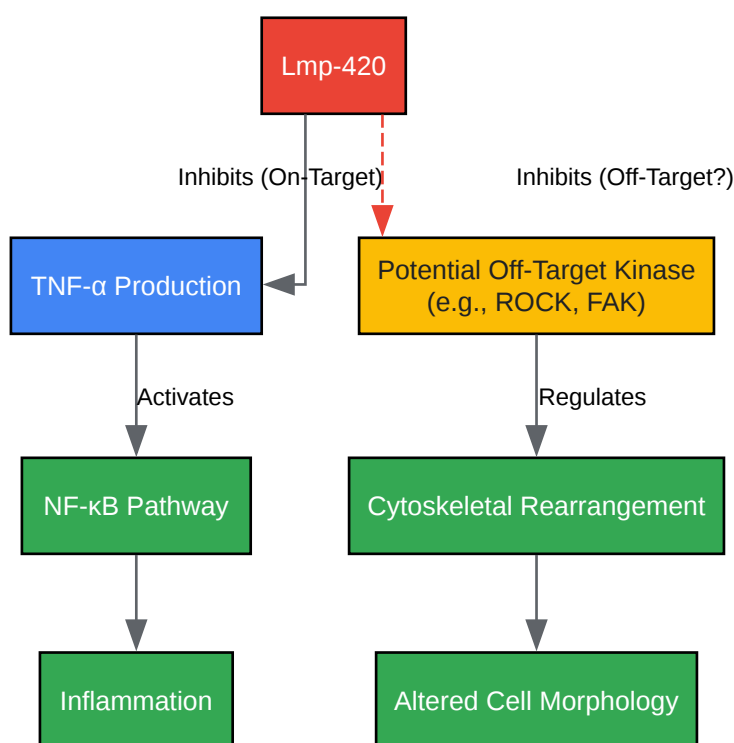 Lmp-420
Inhibits (On-Target)
Inhibits (Off-Target?)
TNF-α Production
Potential Off-Target Kinase
(e.g., ROCK, FAK)
Activates
Regulates
NF-κB Pathway
Cytoskeletal Rearrangement
Inflammation
Altered Cell Morphology